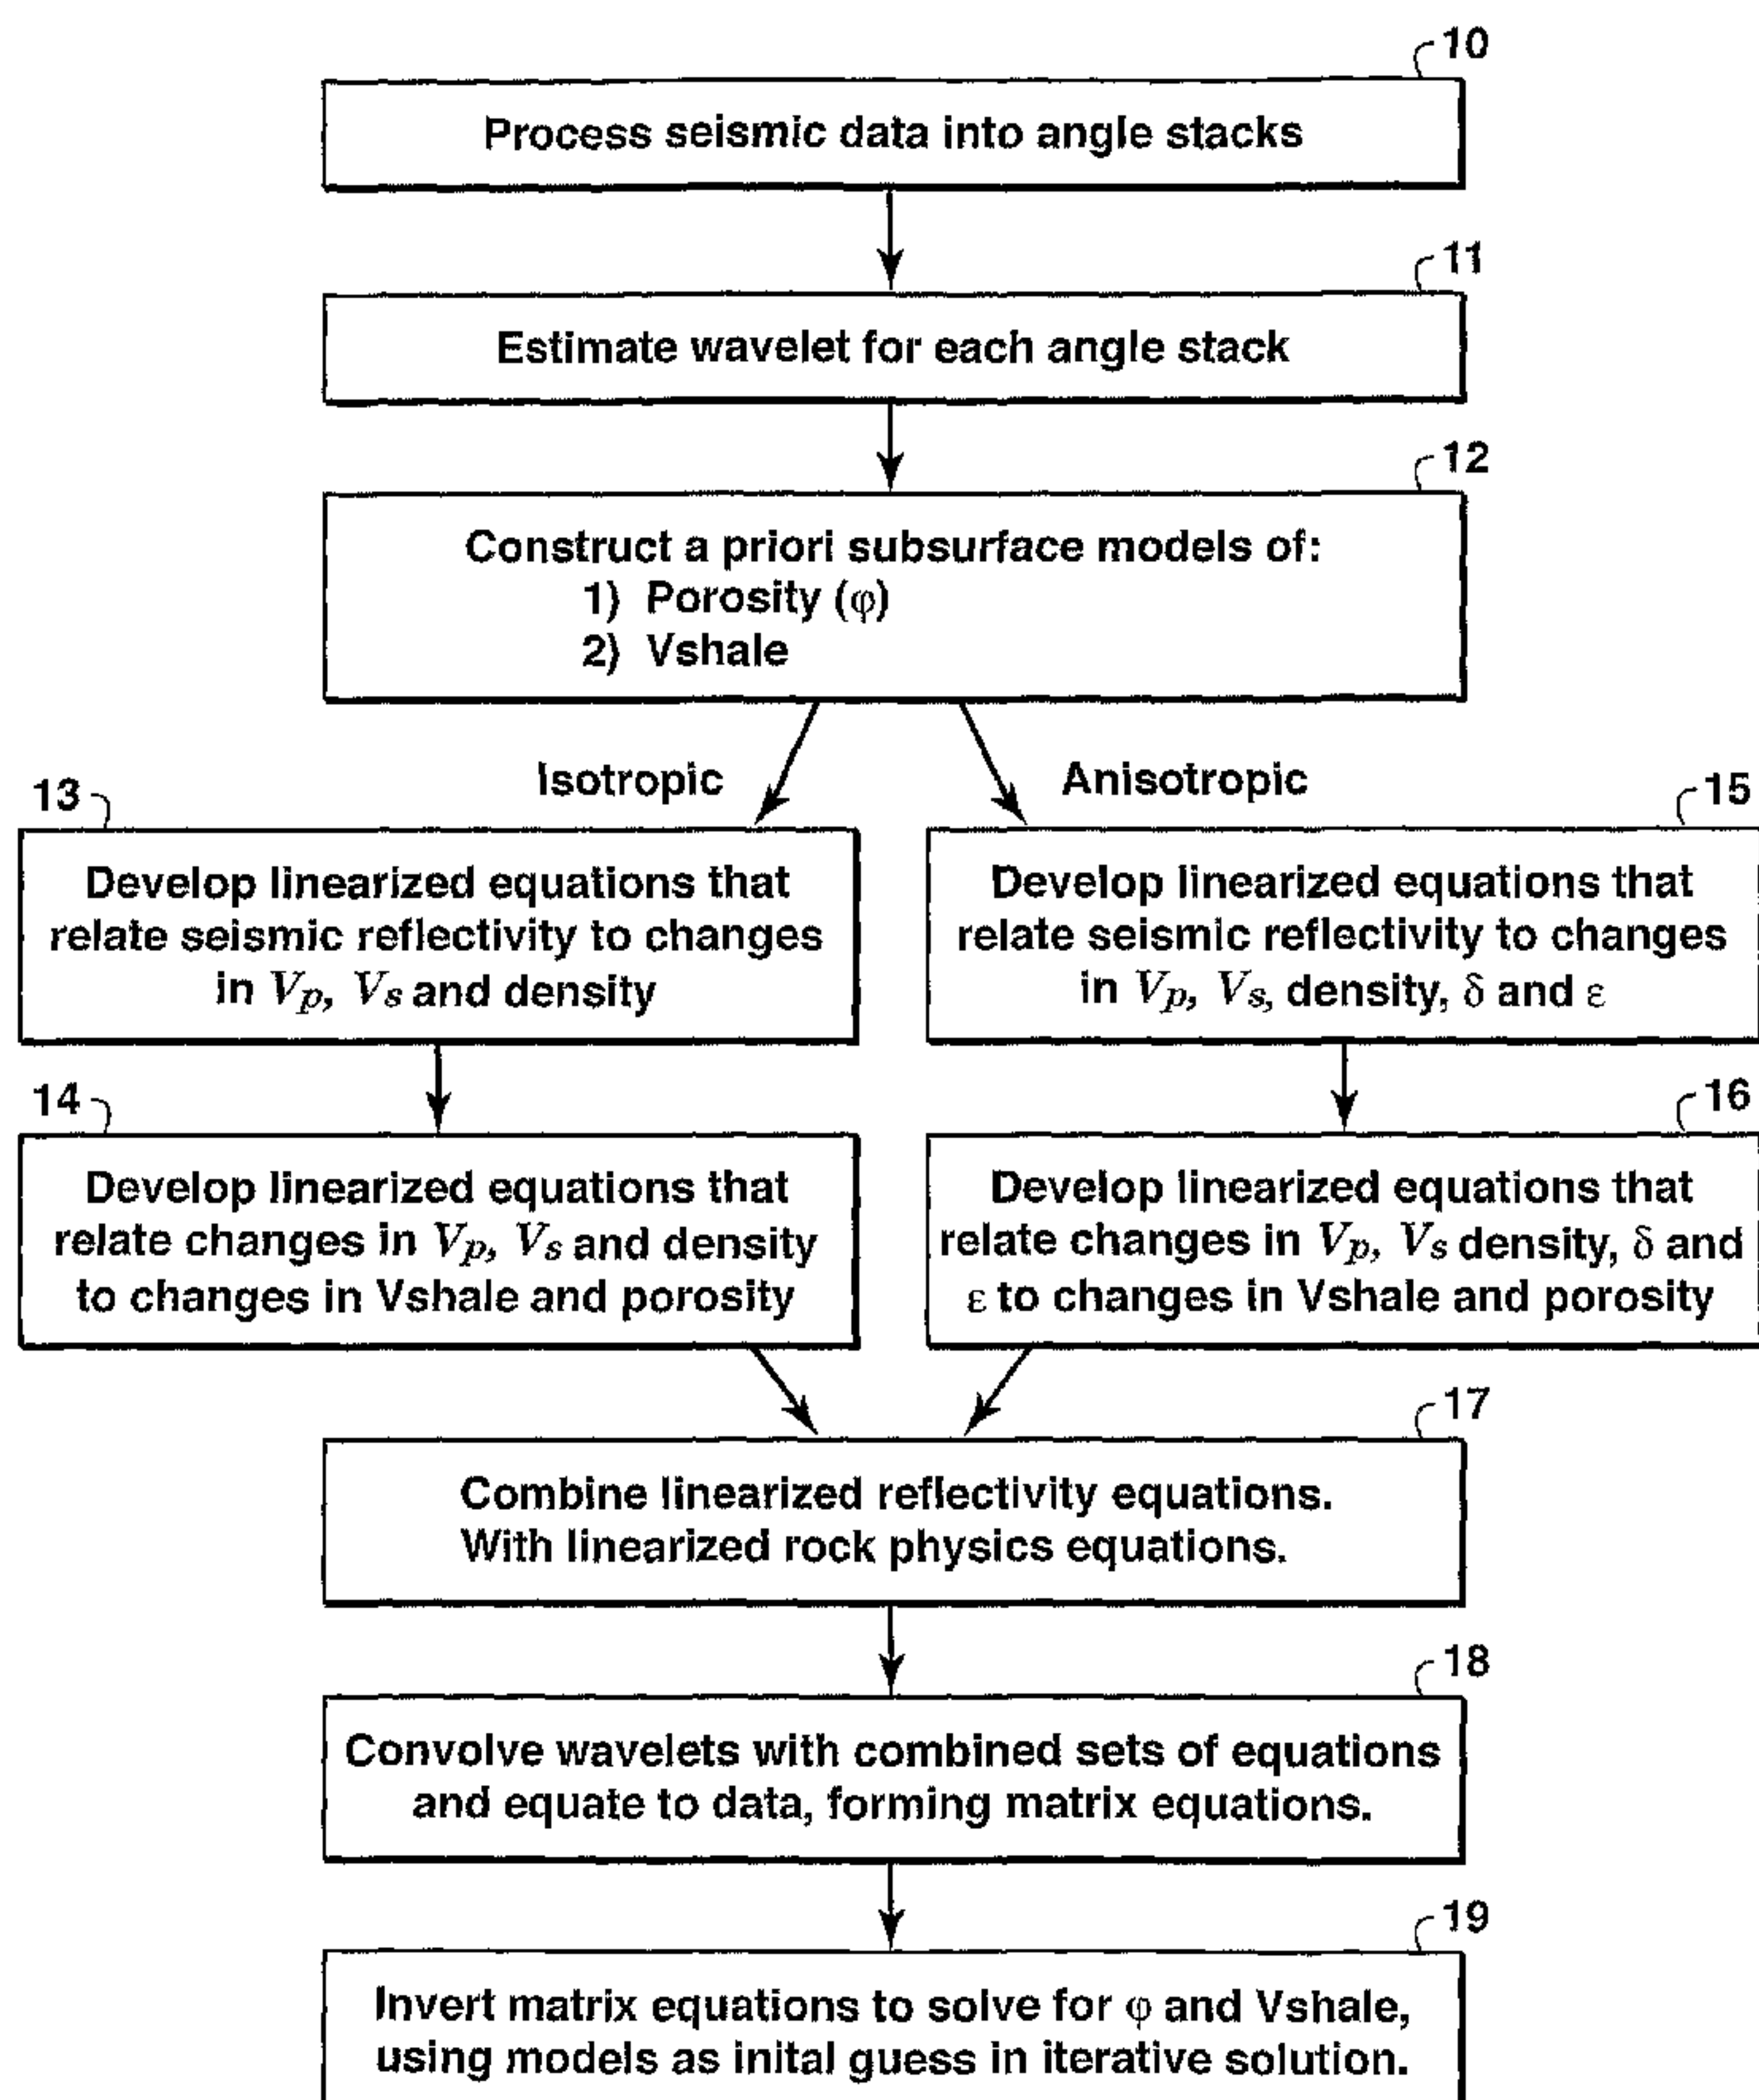 10
Process seismic data into angle stacks
11
Estimate wavelet for each angle stack
12
Construct a priori subsurface models of:
1) Porosity (φ)
2) Vshale
Isotropic
Anisotropic
13
Develop linearized equations that
relate seismic reflectivity to changes
in Vp, Vs and density
15
Develop linearized equations that
relate seismic reflectivity to changes
in Vp, Vs, density, δ and ε
14
Develop linearized equations that
relate changes in Vp, Vs and density
to changes in Vshale and porosity
16
Develop linearized equations that
relate changes in Vp, Vs density, δ and
ε to changes in Vshale and porosity
17
Combine linearized reflectivity equations.
With linearized rock physics equations.
18
Convolve wavelets with combined sets of equations
and equate to data, forming matrix equations.
19
Invert matrix equations to solve for φ and Vshale,
using models as inital guess in iterative solution.